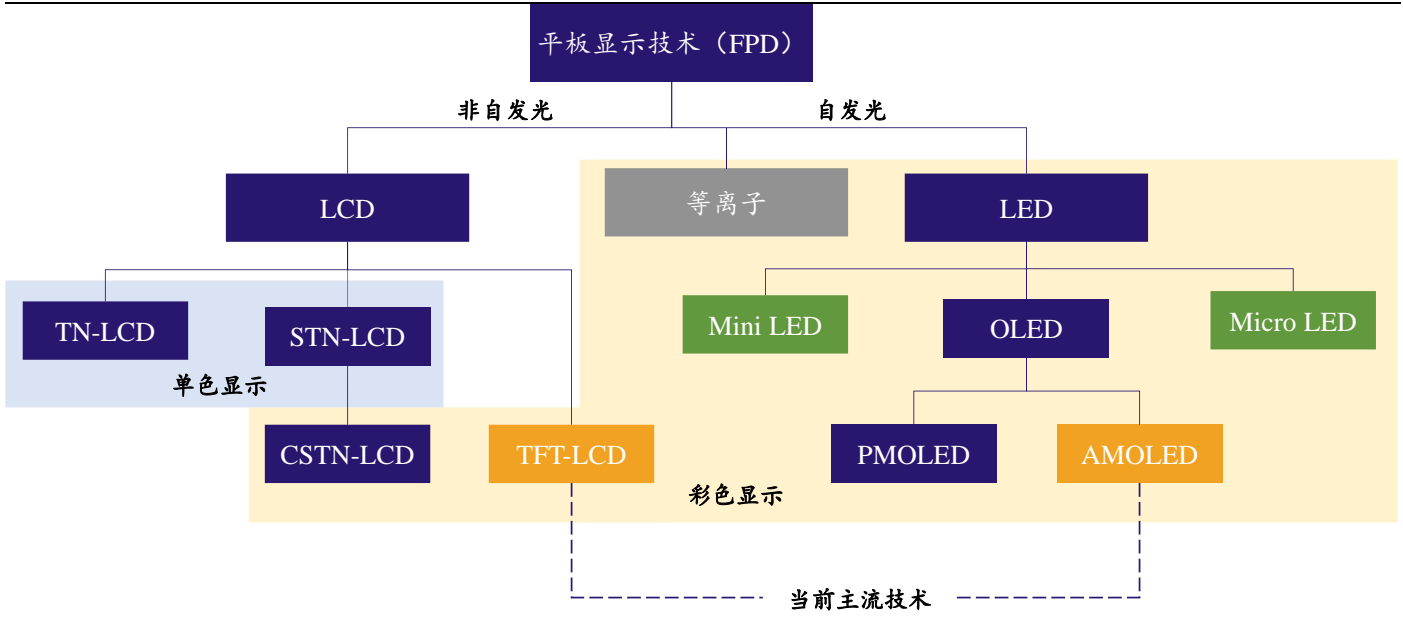 平板显示技术（FPD）
非自发光
自发光
LCD
等离子
LED
TN-LCD
STN-LCD
Mini LED
OLED
Micro LED
单色显示
CSTN-LCD
TFT-LCD
PMOLED
AMOLED
彩色显示
当前主流技术